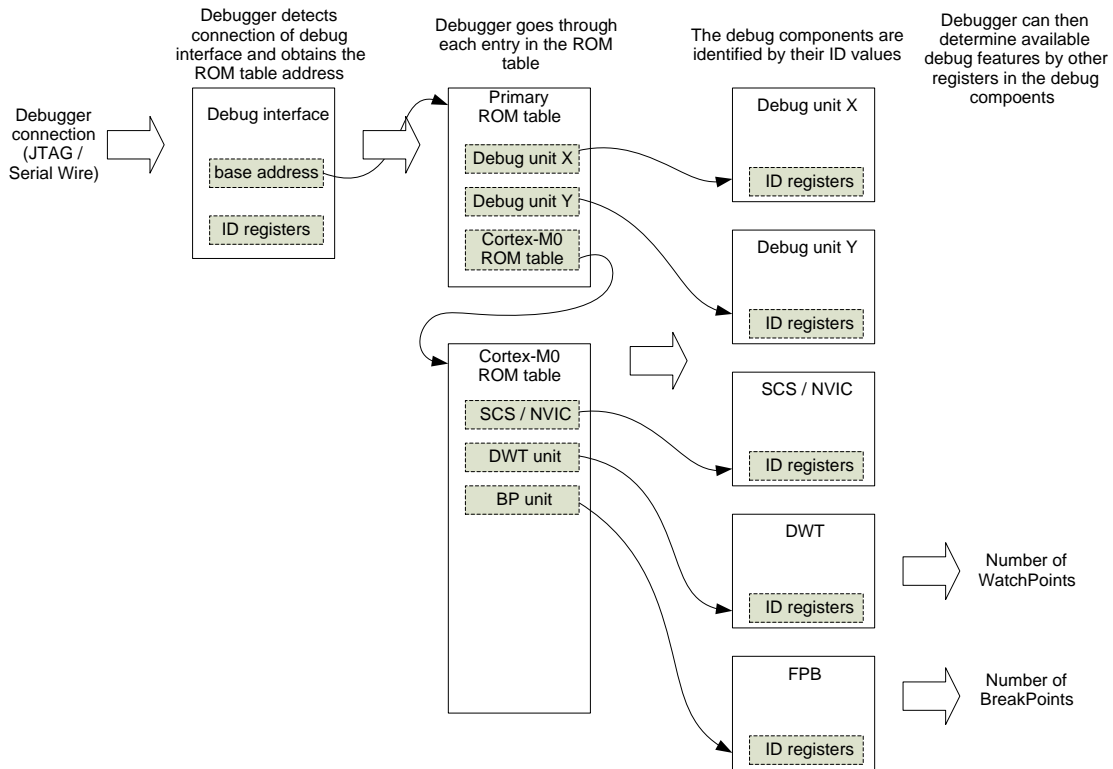 Debugger detects
connection of debug
interface and obtains the
ROM table address
Debugger goes through
each entry in the ROM
table
The debug components are
identified by their ID values
Debugger can then
determine available
debug features by other
registers in the debug
compoents
Debugger
connection
(JTAG /
Serial Wire)
Debug interface
base address
ID registers
Primary
ROM table
Debug unit X
Debug unit Y
Cortex-M0
ROM table
Cortex-M0
ROM table
SCS / NVIC
DWT unit
BP unit
Debug unit X
ID registers
Debug unit Y
ID registers
SCS / NVIC
ID registers
DWT
ID registers
FPB
ID registers
Number of
WatchPoints
Number of
BreakPoints